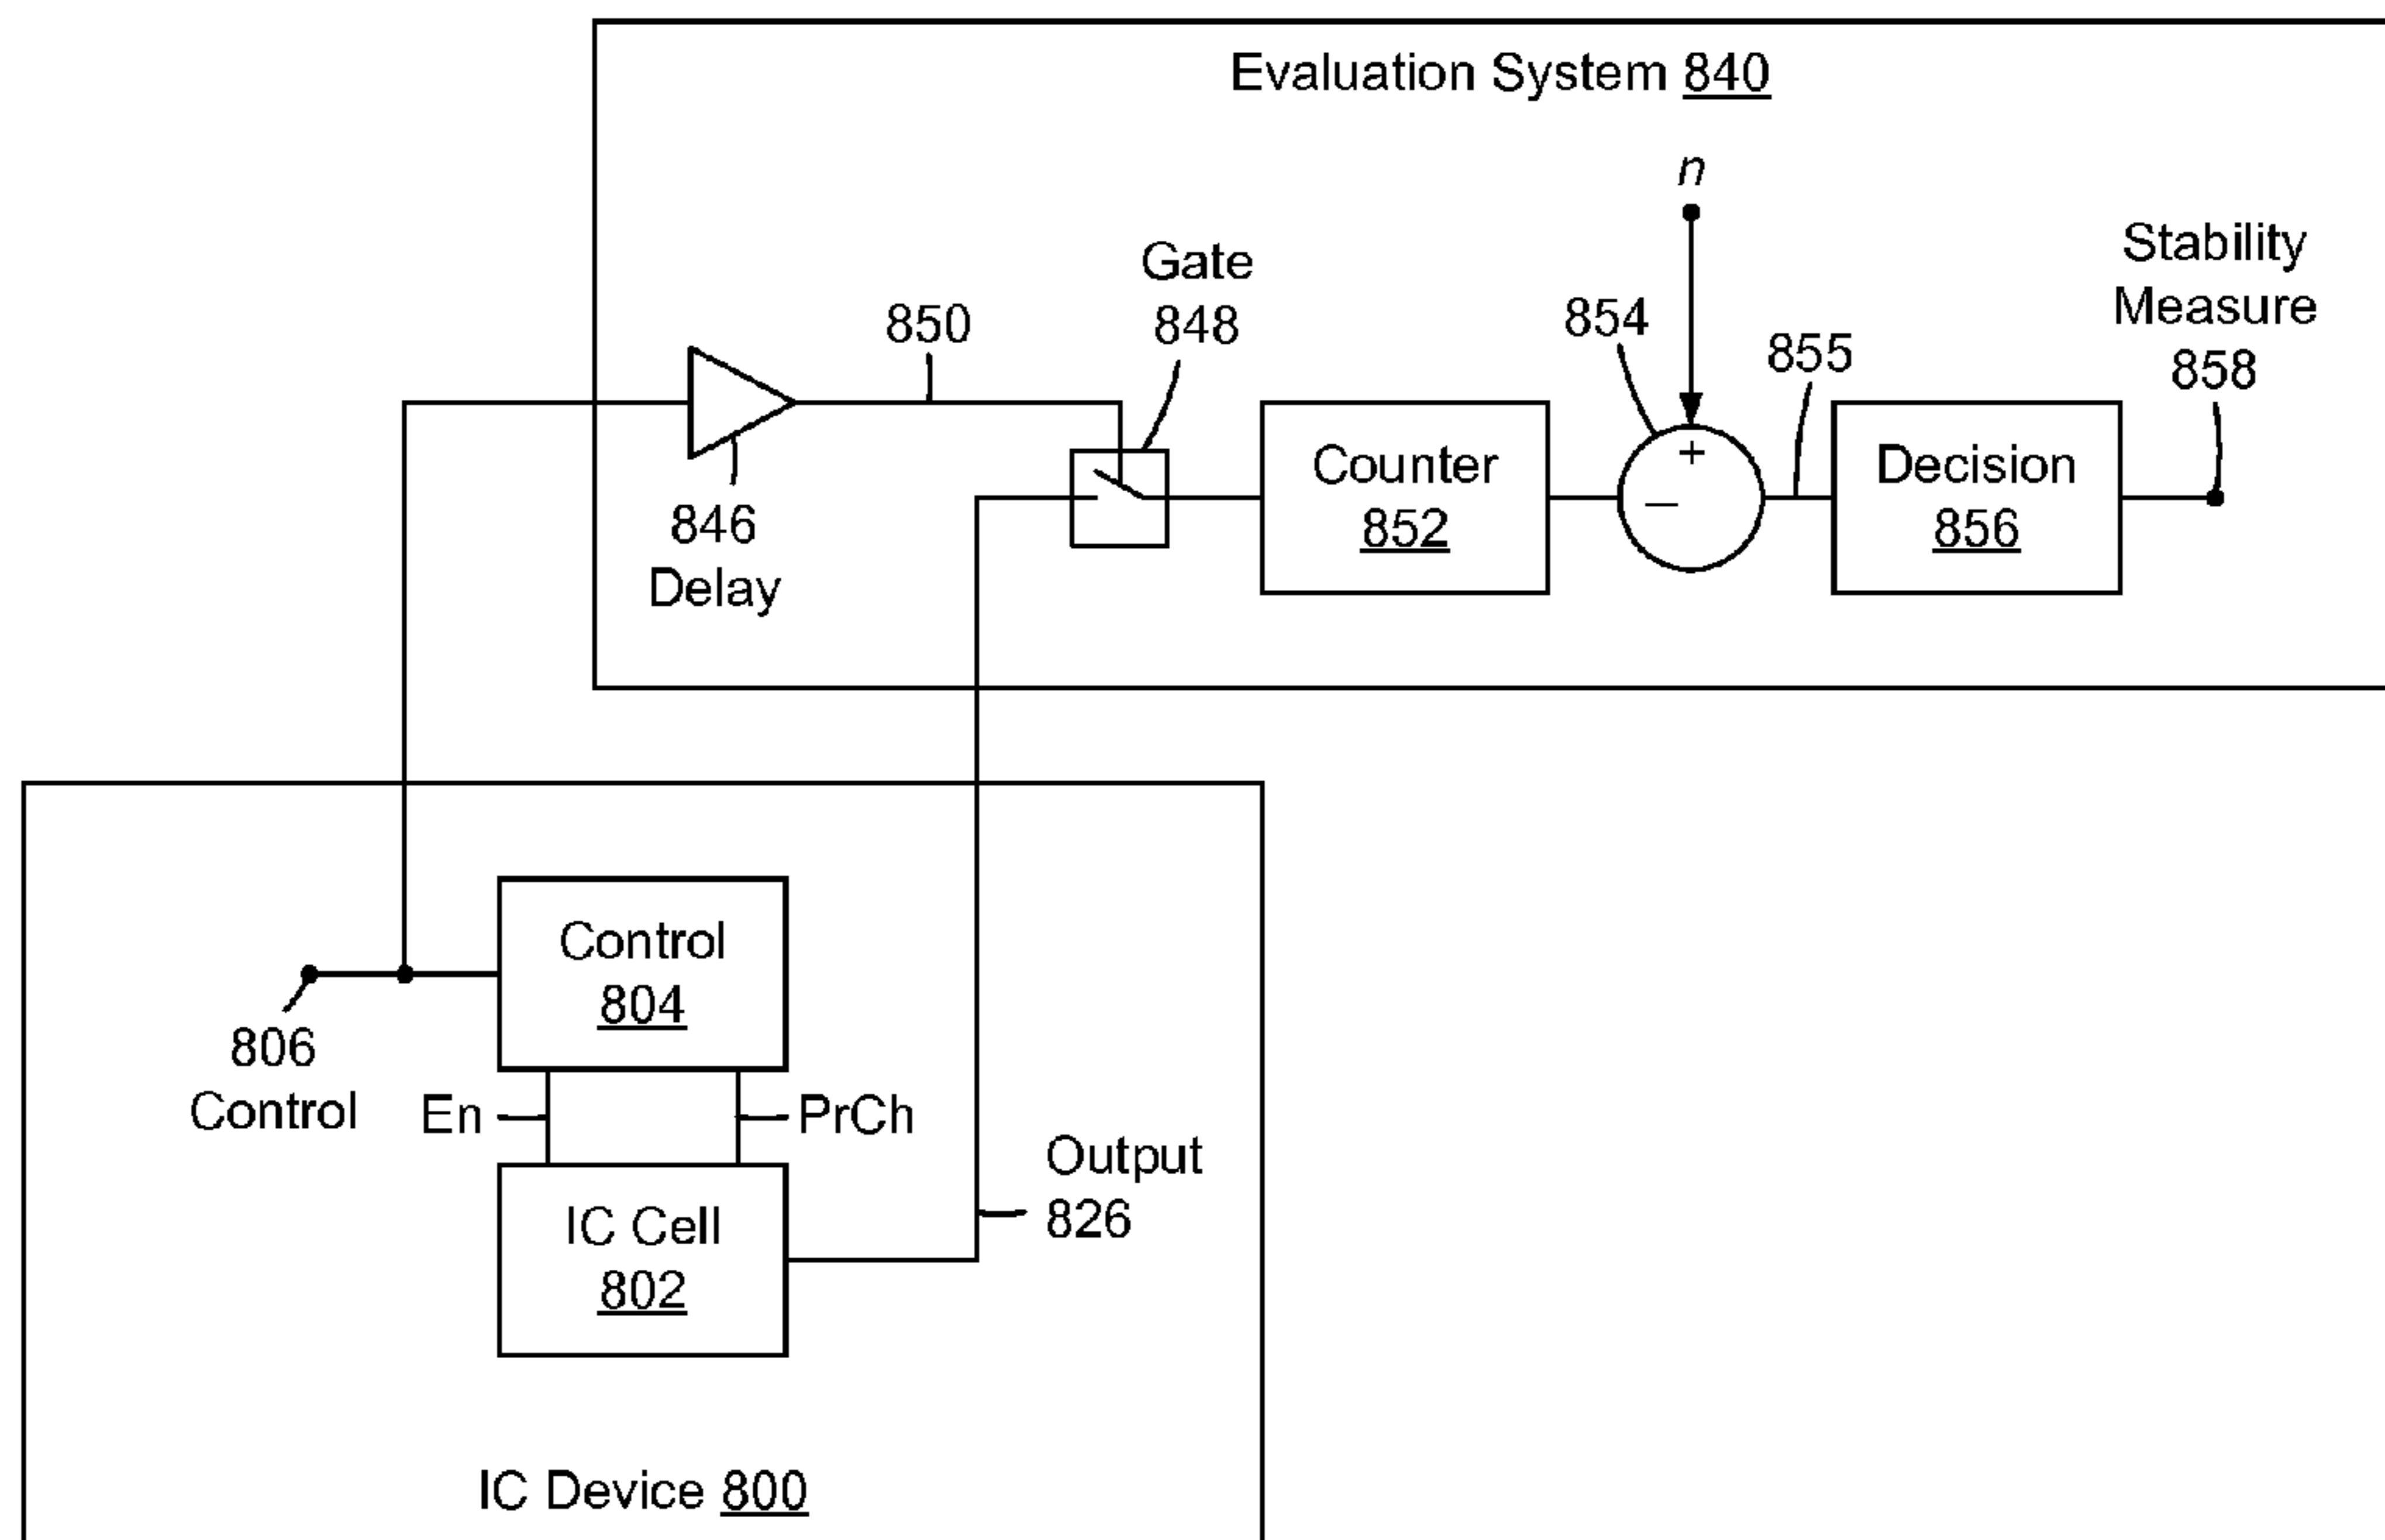 Evaluation System 840
n
Stability
Measure
858
Gate
848
850
854
855
846
Delay
Counter
852
+
–
Decision
856
Control
804
806
Control
En
PrCh
IC Cell
802
Output
826
IC Device 800